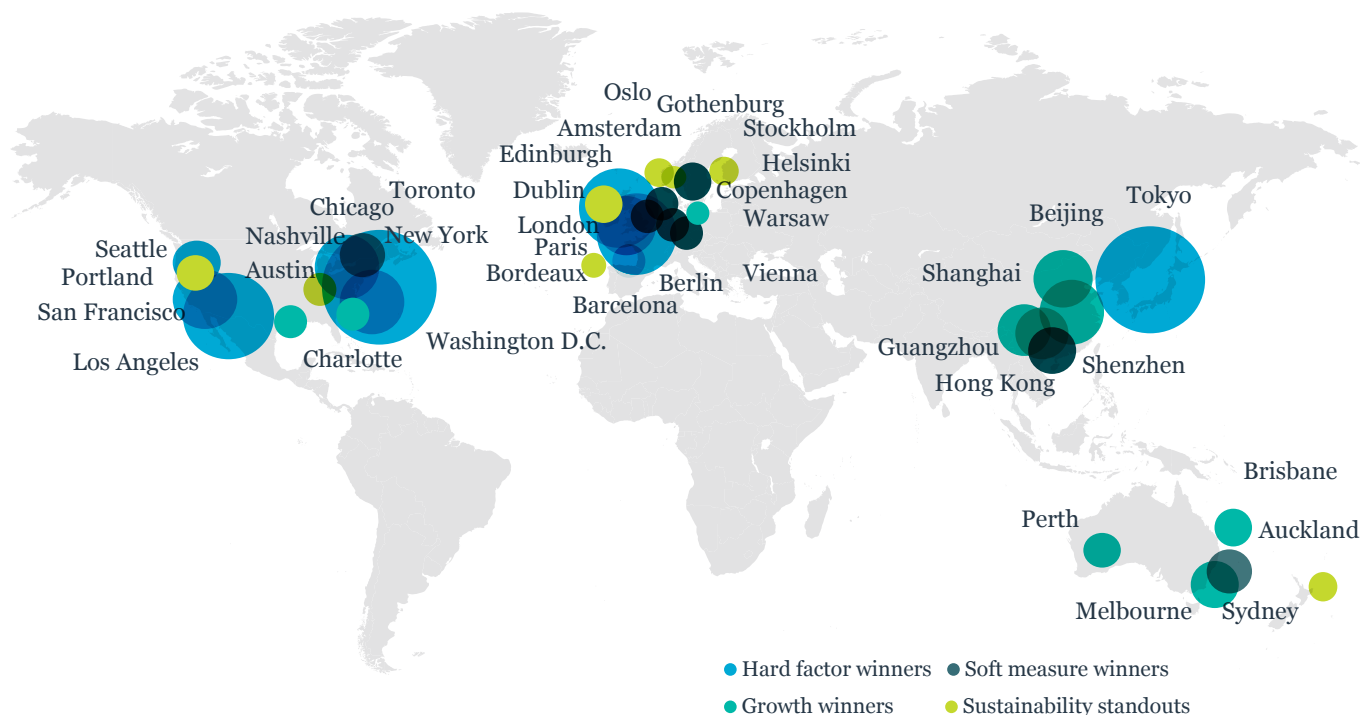 Oslo
Gothenburg
Amsterdam
Stockholm
Edinburgh
Helsinki
Dublin
Copenhagen
London
Warsaw
Paris
Bordeaux
Berlin
Vienna
Barcelona
Toronto
Chicago
Nashville
New York
Seattle
Portland
Austin
San Francisco
Los Angeles
Charlotte
Washington D.C.
Tokyo
Beijing
Shanghai
Guangzhou
Shenzhen
Hong Kong
Brisbane
Perth
Auckland
Melbourne
Sydney
Hard factor winners
Soft measure winners
Growth winners
Sustainability standouts